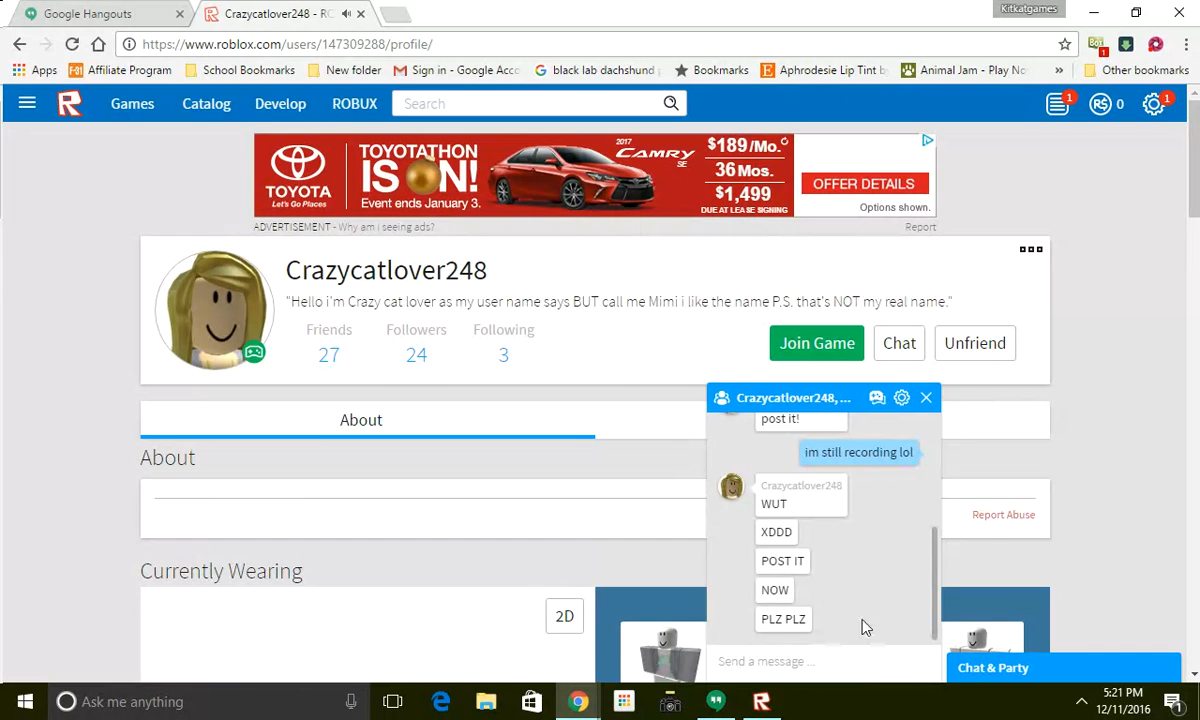 Google Hangouts
Crazycatlover248 - RO
Kitkatgames
https://www.roblox.com/users/147309288/profile/
Apps Affiliate Program School Bookmarks New folder Sign in - Google Acco black lab dachshund Bookmarks Aphrodesie Lip Tint b Animal Jam - Play No » Other bookmarks
Games Catalog Develop ROBUX Search 1 R$ 0 1
TOYOTA
Let's Go Places
TOYOTATHON
IS ON!
Event ends January 3.
2017
CAMRY
SE
$189/Mo.
36 Mos.
$1,499
DUE AT LEASE SIGNING
OFFER DETAILS
Options shown.
ADVERTISEMENT - Why am i seeing ads?
Report
Crazycatlover248
"Hello i'm Crazy cat lover as my user name says BUT call me Mimi i like the name P.S. that's NOT my real name."
Friends Followers Following
27 24 3
Join Game Chat Unfriend
About
About
Report Abuse
Currently Wearing
2D
Crazycatlover248, ...
post it!
im still recording lol
Crazycatlover248
WUT
XDDD
POST IT
NOW
PLZ PLZ
Send a message ...
Chat & Party
Ask me anything
5:21 PM
12/11/2016
1